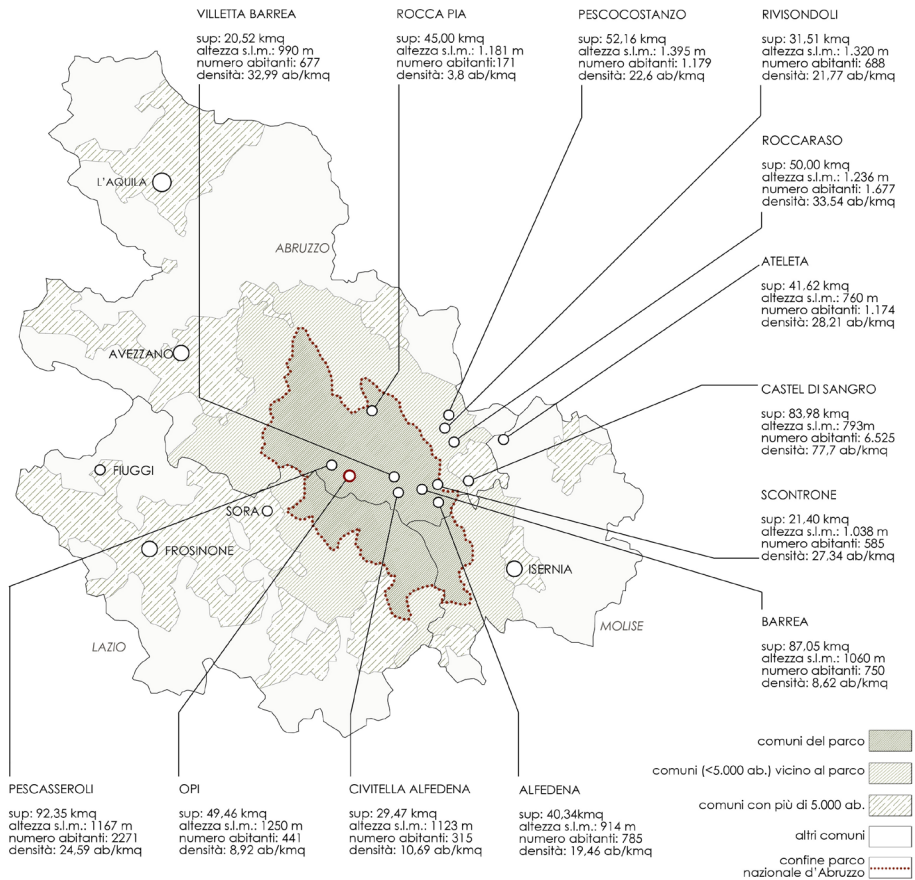 VILLETTA BARREA
sup: 20,52 kmq
altezza s.l.m.: 990 m
numero abitanti: 677
densità: 32,99 ab/kmq
ROCCA PIA
sup: 45,00 kmq
altezza s.l.m.: 1.181 m
numero abitanti:171
densità: 3,8 ab/kmq
PESCOCOSTANZO
sup: 52,16 kmq
altezza s.l.m.: 1.395 m
numero abitanti: 1.179
densità: 22,6 ab/kmq
RIVISONDOLI
sup: 31,51 kmq
altezza s.l.m.: 1.320 m
numero abitanti: 688
densità: 21,77 ab/kmq
ROCCARASO
sup: 50,00 kmq
altezza s.l.m.: 1.236 m
numero abitanti: 1.677
densità: 33,54 ab/kmq
ATELETA
sup: 41,62 kmq
altezza s.l.m.: 760 m
numero abitanti: 1.174
densità: 28,21 ab/kmq
CASTEL DI SANGRO
sup: 83,98 kmq
altezza s.l.m.: 793m
numero abitanti: 6.525
densità: 77,7 ab/kmq
SCONTRONE
sup: 21,40 kmq
altezza s.l.m.: 1.038 m
numero abitanti: 585
densità: 27,34 ab/kmq
BARREA
sup: 87,05 kmq
altezza s.l.m.: 1060 m
numero abitanti: 750
densità: 8,62 ab/kmq
L'AQUILA
ABRUZZO
AVEZZANO
FIUGGI
SORA
FROSINONE
ISERNIA
LAZIO
MOLISE
PESCASSEROLI
sup: 92,35 kmq
altezza s.l.m.: 1167 m
numero abitanti: 2271
densità: 24,59 ab/kmq
OPI
sup: 49,46 kmq
altezza s.l.m.: 1250 m
numero abitanti: 441
densità: 8,92 ab/kmq
CIVITELLA ALFEDENA
sup: 29,47 kmq
altezza s.l.m.: 1123 m
numero abitanti: 315
densità: 10,69 ab/kmq
ALFEDENA
sup: 40,34kmq
altezza s.l.m.: 914 m
numero abitanti: 785
densità: 19,46 ab/kmq
comuni del parco
comuni (<5.000 ab.) vicino al parco
comuni con più di 5.000 ab.
altri comuni
confine parco
nazionale d'Abruzzo